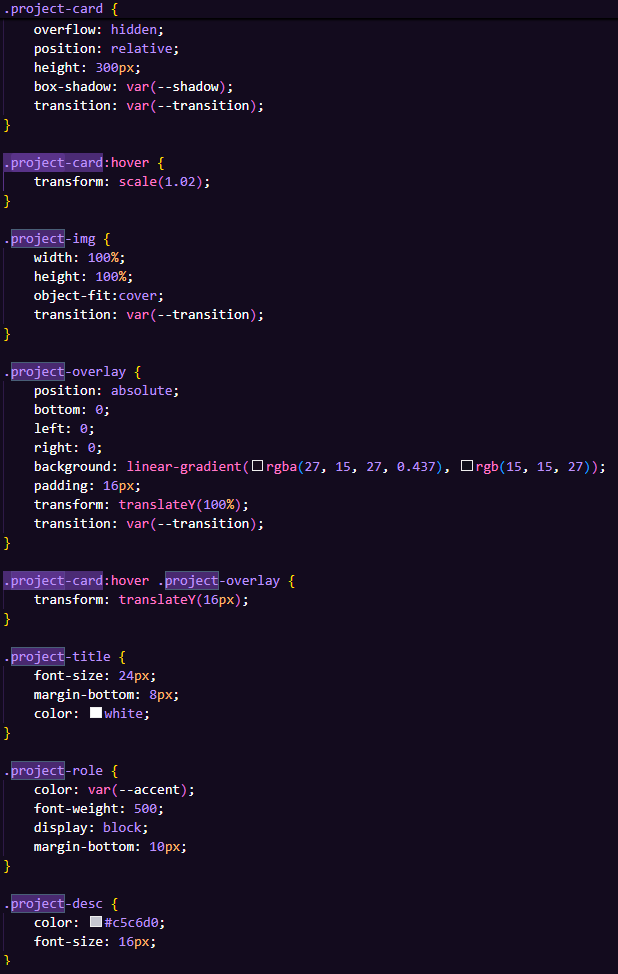 .project-card {
    overflow: hidden;
    position: relative;
    height: 300px;
    box-shadow: var(--shadow);
    transition: var(--transition);
}

.project-card:hover {
    transform: scale(1.02);
}

.project-img {
    width: 100%;
    height: 100%;
    object-fit:cover;
    transition: var(--transition);
}

.project-overlay {
    position: absolute;
    bottom: 0;
    left: 0;
    right: 0;
    background: linear-gradient(rgba(27, 15, 27, 0.437), rgb(15, 15, 27));
    padding: 16px;
    transform: translateY(100%);
    transition: var(--transition);
}

.project-card:hover .project-overlay {
    transform: translateY(16px);
}

.project-title {
    font-size: 24px;
    margin-bottom: 8px;
    color: white;
}

.project-role {
    color: var(--accent);
    font-weight: 500;
    display: block;
    margin-bottom: 10px;
}

.project-desc {
    color: #c5c6d0;
    font-size: 16px;
}